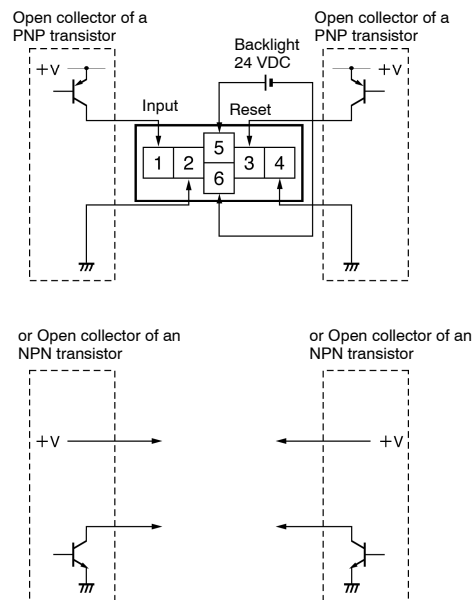 Open collector of a
PNP transistor
Open collector of a
PNP transistor
Backlight
24 VDC
+V
+V
Input
Reset
1 2 5 3 4
6
or Open collector of an
NPN transistor
or Open collector of an
NPN transistor
+V
+V